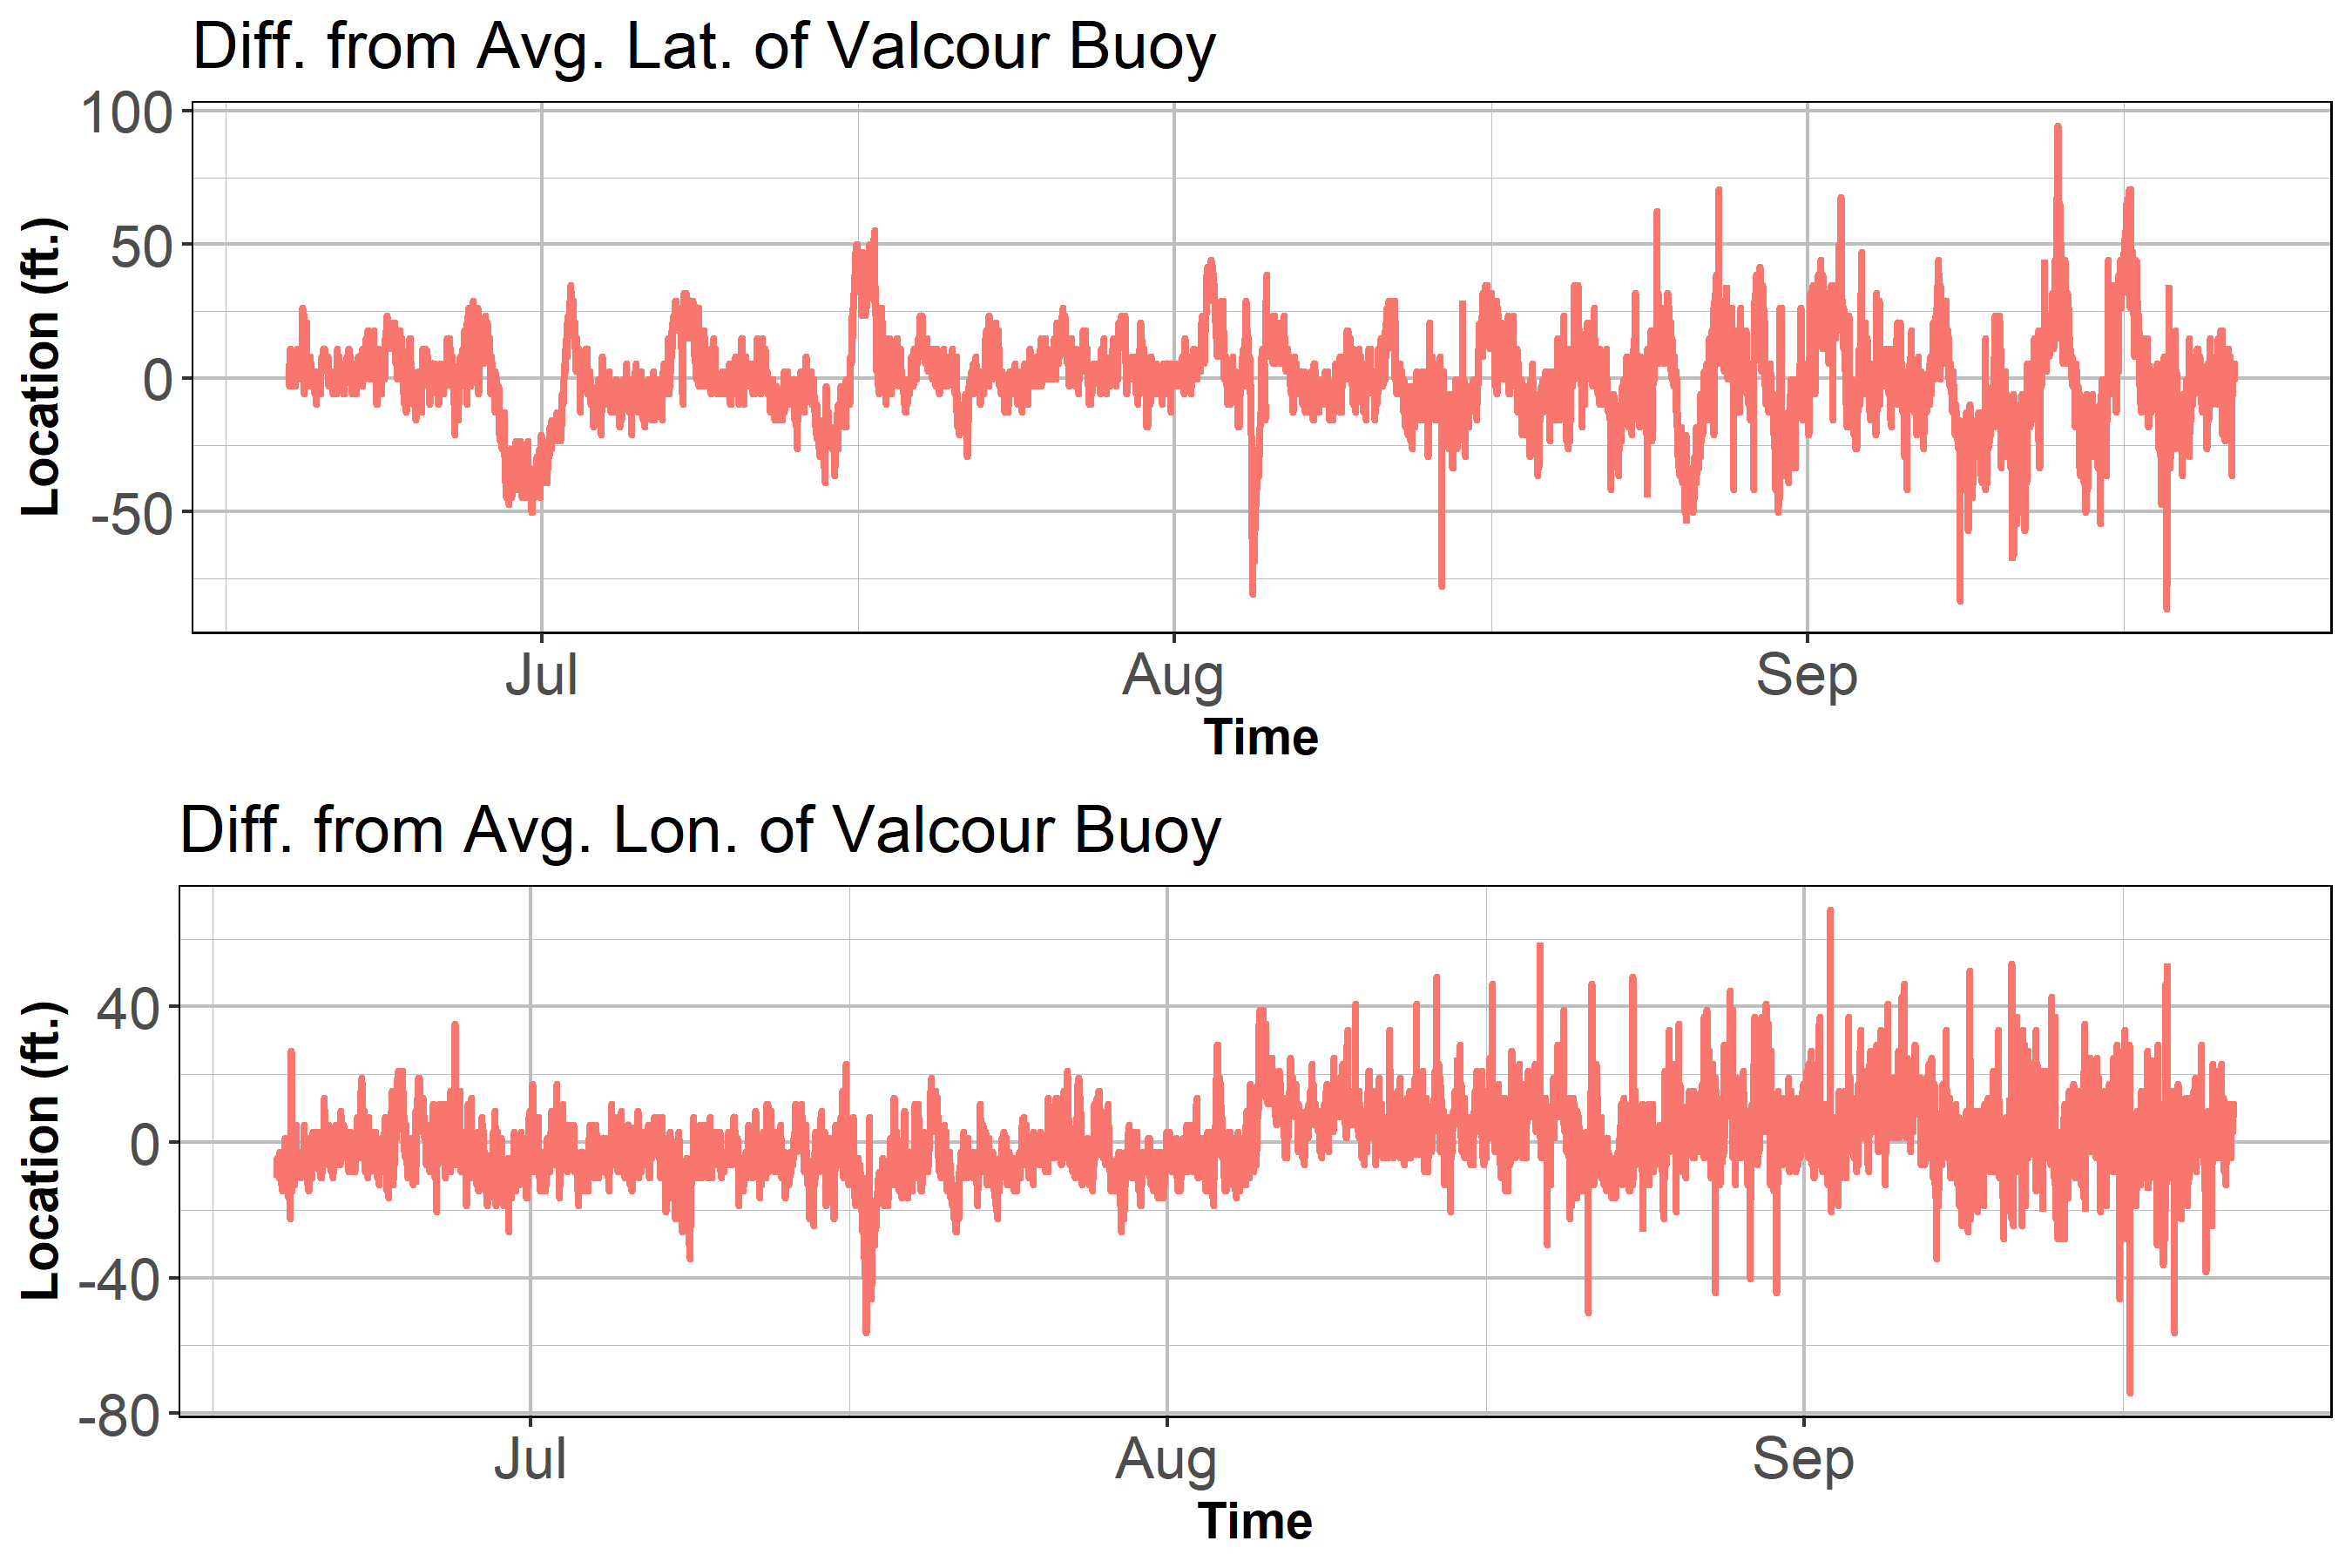 Diff. from Avg. Lat. of Valcour Buoy
100
50
0
-50
Location (ft.)
Jul Aug Sep
Time
Diff. from Avg. Lon. of Valcour Buoy
40
0
-40
-80
Location (ft.)
Jul Aug Sep
Time